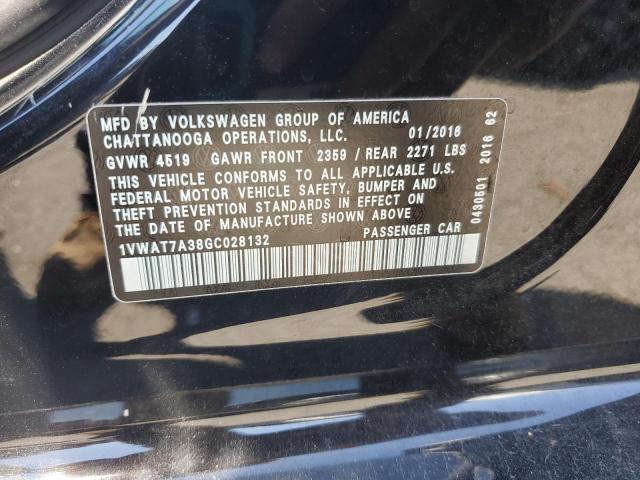 MFD BY VOLKSWAGEN GROUP OF AMERICA
CHATTANOOGA OPERATIONS, LLC. 01/2016
GVWR 4519 GAWR FRONT 2359 / REAR 2271 LBS
THIS VEHICLE CONFORMS TO ALL APPLICABLE U.S.
FEDERAL MOTOR VEHICLE SAFETY, BUMPER AND
THEFT PREVENTION STANDARDS IN EFFECT ON
THE DATE OF MANUFACTURE SHOWN ABOVE
1VWAT7A38GC028132 PASSENGER CAR
0430501 2016 02